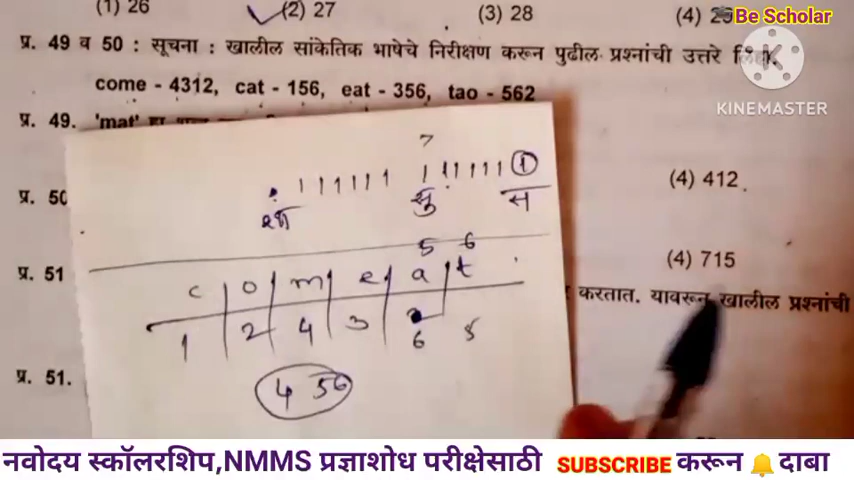 (1) 26 (2) 27 (3) 28 (4)
Be Scholar
प्र. 49 व 50 : सूचना : खालील सांकेतिक भाषेचे निरीक्षण करून पुढील प्रश्नांची उत्तरे
KINEMASTER
come - 4312, cat - 156, eat - 356, tao - 562
प्र. 49. 'mat' हा
7
(4) 412
प्र. 50
सु स
5 6
(4) 715
प्र. 51
c o m e a t
करतात. यावरून खालील प्रश्नांची
1 2 4 3
6 5
प्र. 51.
4 56
नवोदय स्कॉलरशिप,NMMS प्रज्ञाशोध परीक्षेसाठी SUBSCRIBE करून 🔔 दाबा